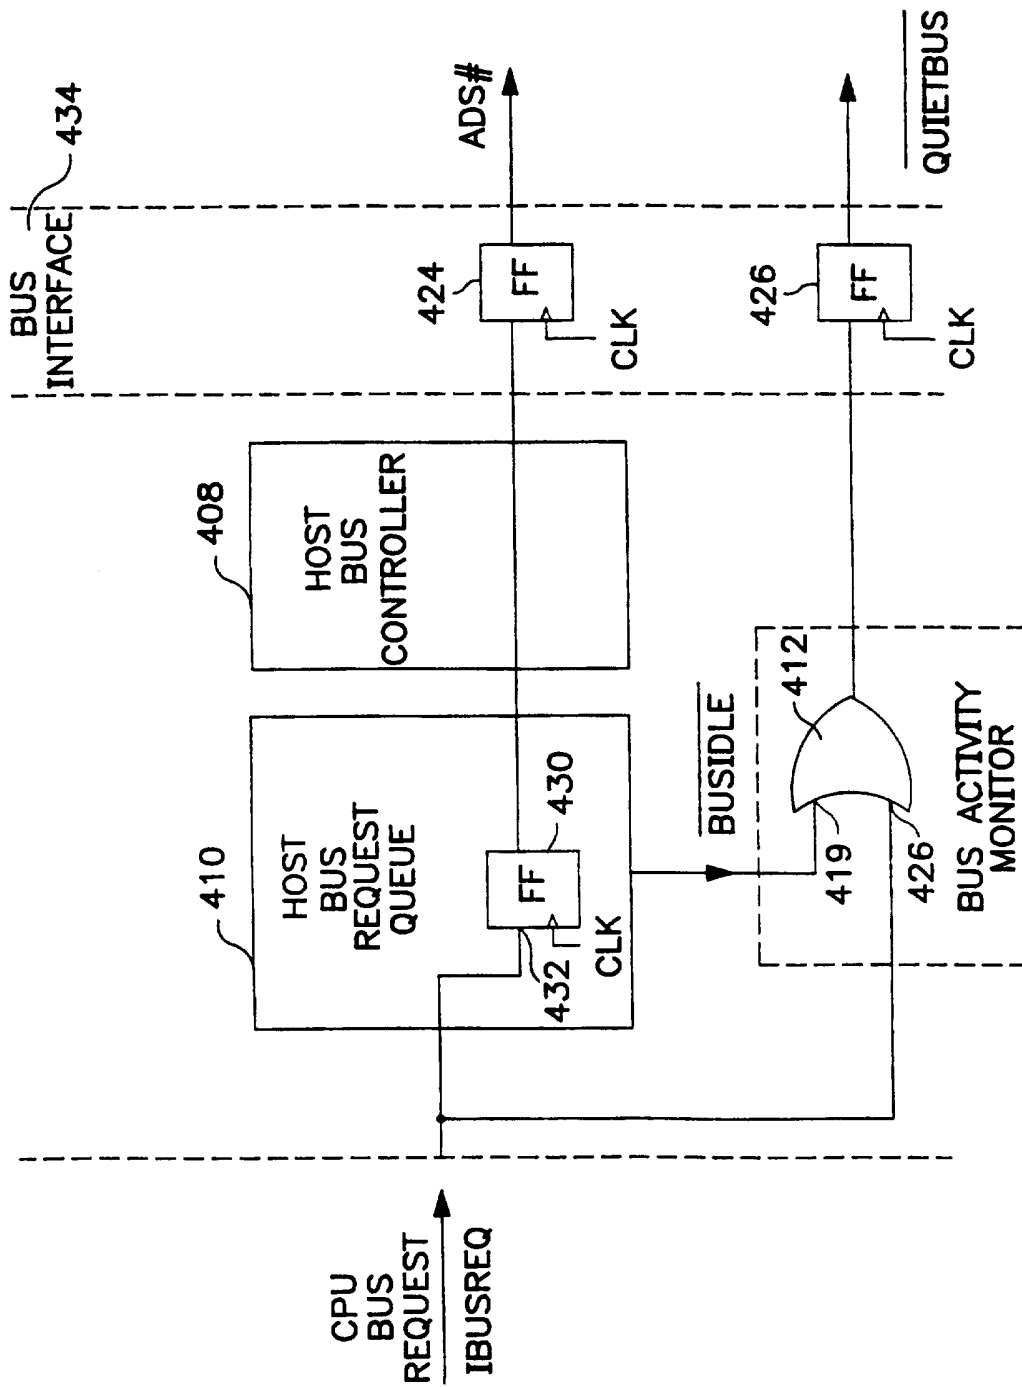 BUS
INTERFACE
434
ADS#
QUIETBUS
424
FF
CLK
426
FF
CLK
408
HOST
BUS
CONTROLLER
410
HOST
BUS
REQUEST
QUEUE
FF
430
432
CLK
BUSIDLE
412
419
426
BUS ACTIVITY
MONITOR
CPU
BUS
REQUEST
IBUSREQ